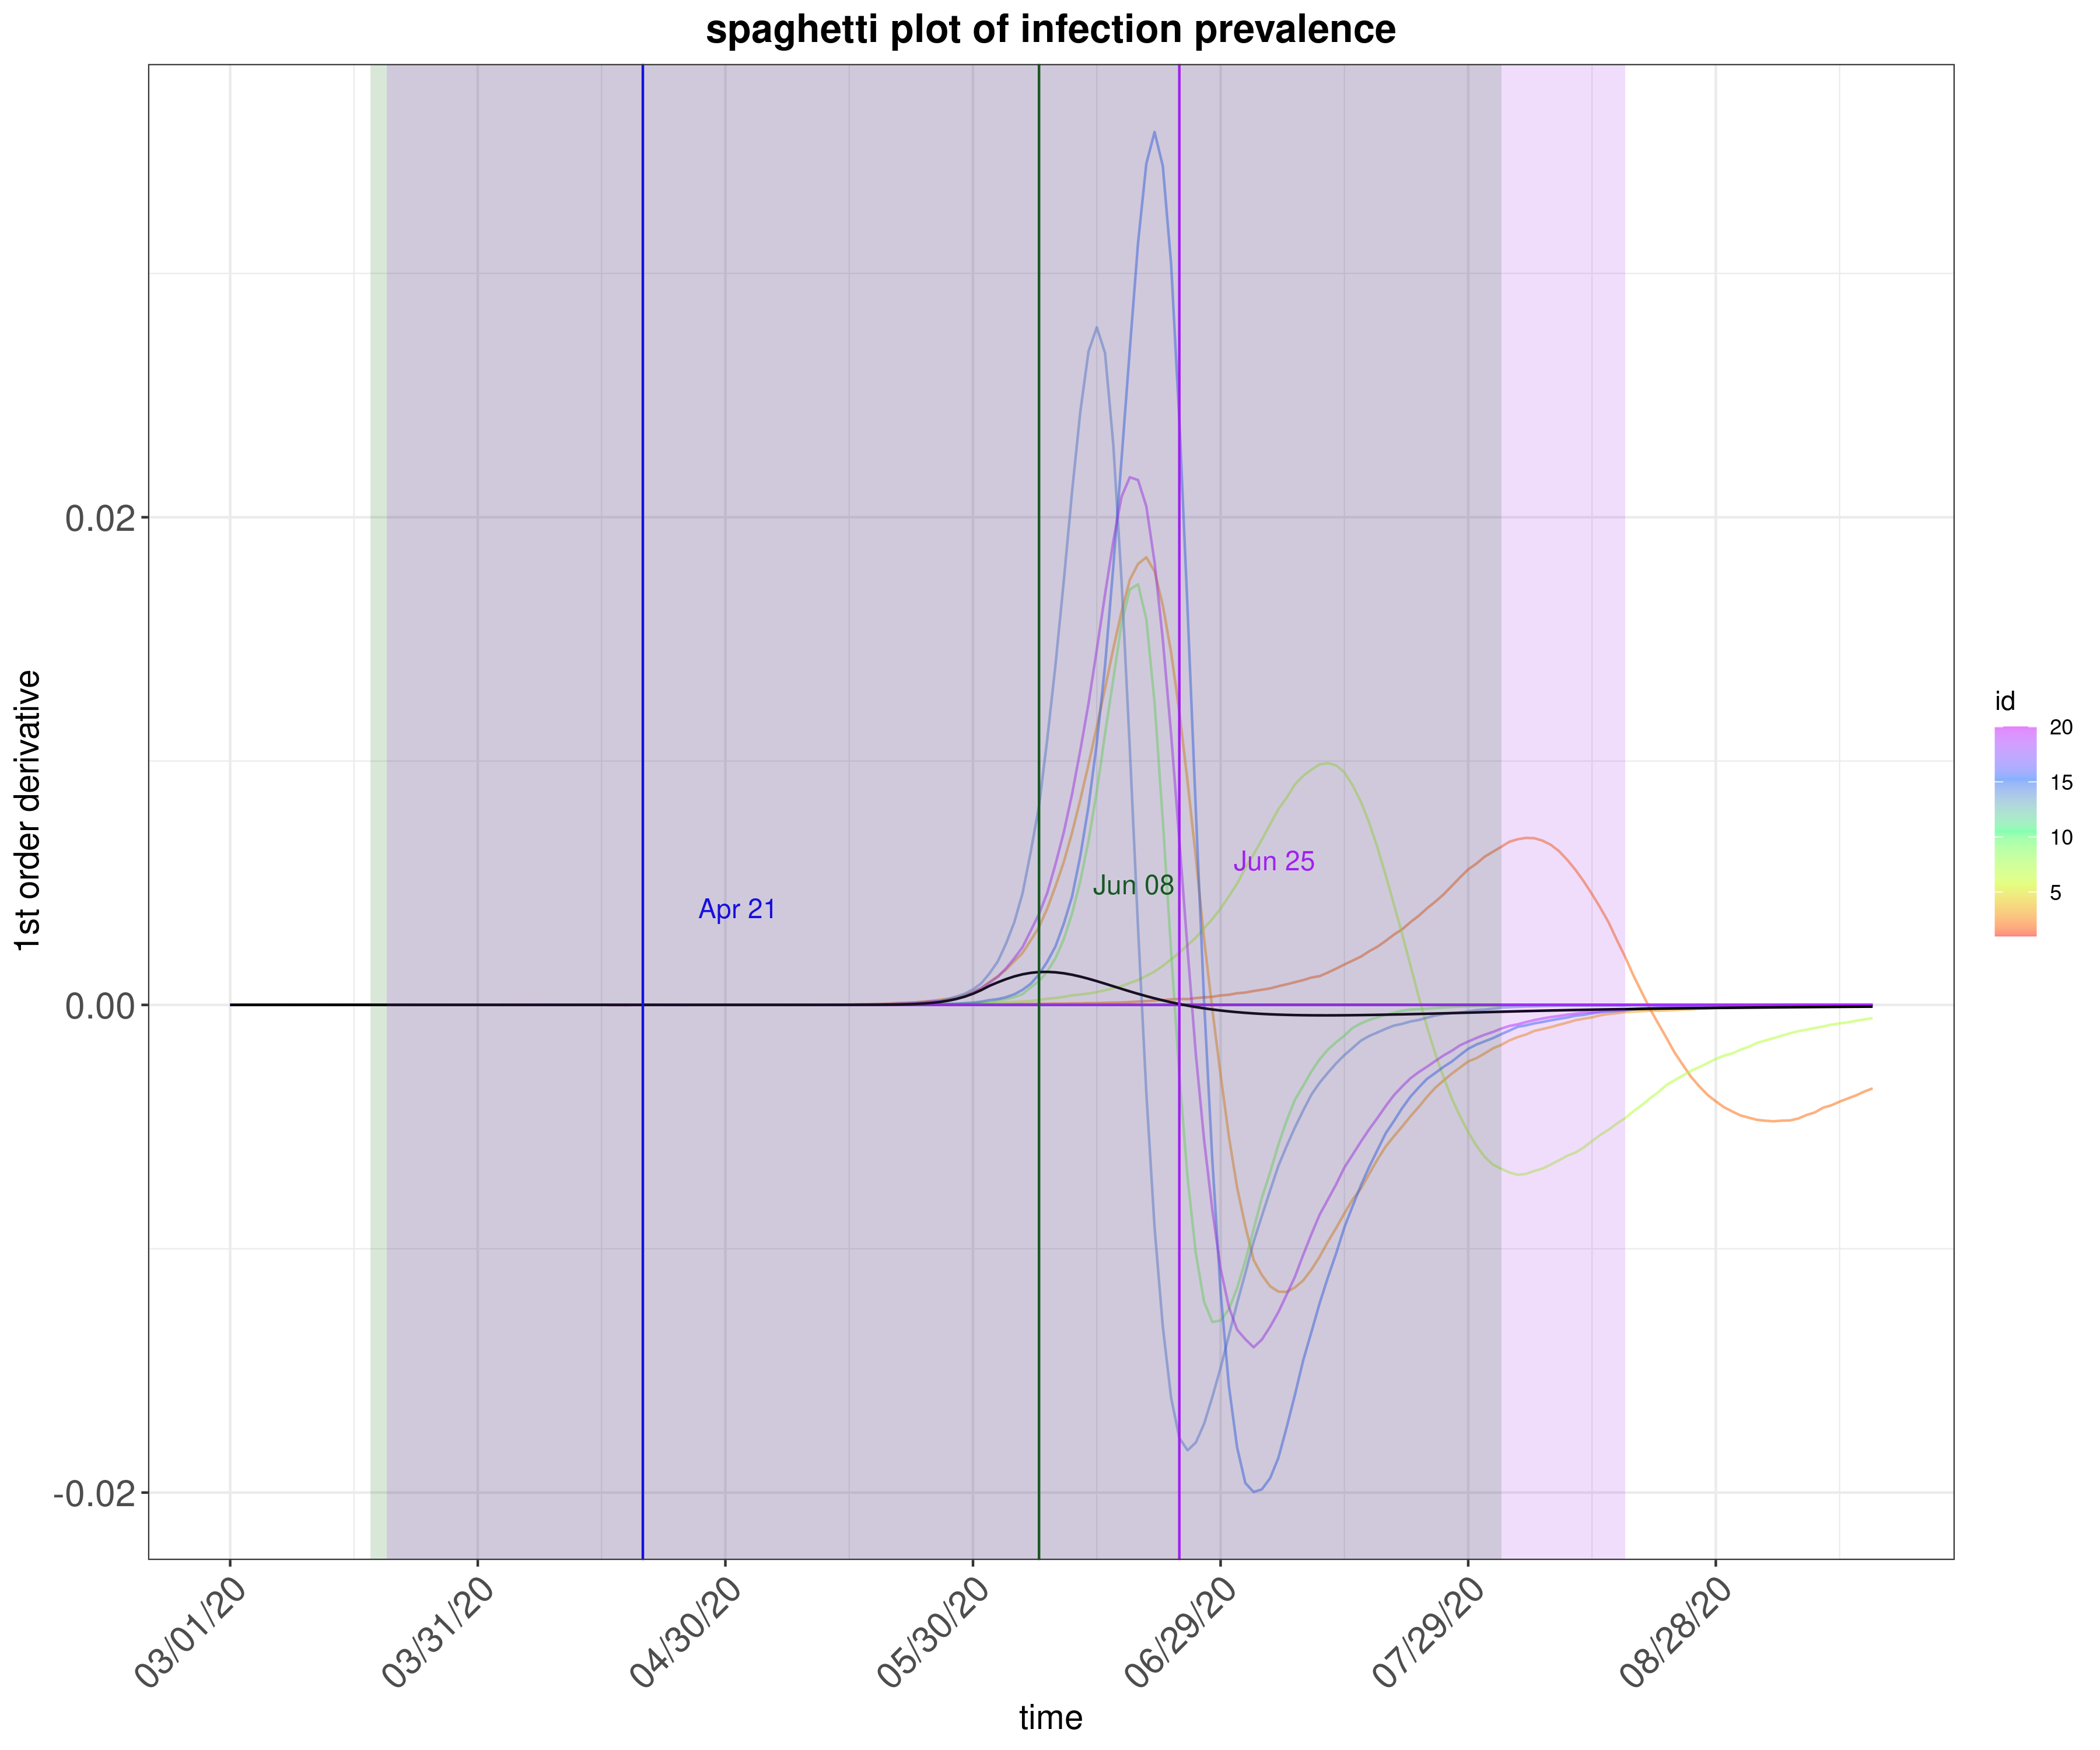 spaghetti plot of infection prevalence
1st order derivative
0.02
0.00
-0.02
Apr 21
Jun 08
Jun 25
id
20
15
10
5
03/01/20
03/31/20
04/30/20
05/30/20
06/29/20
07/29/20
08/28/20
time